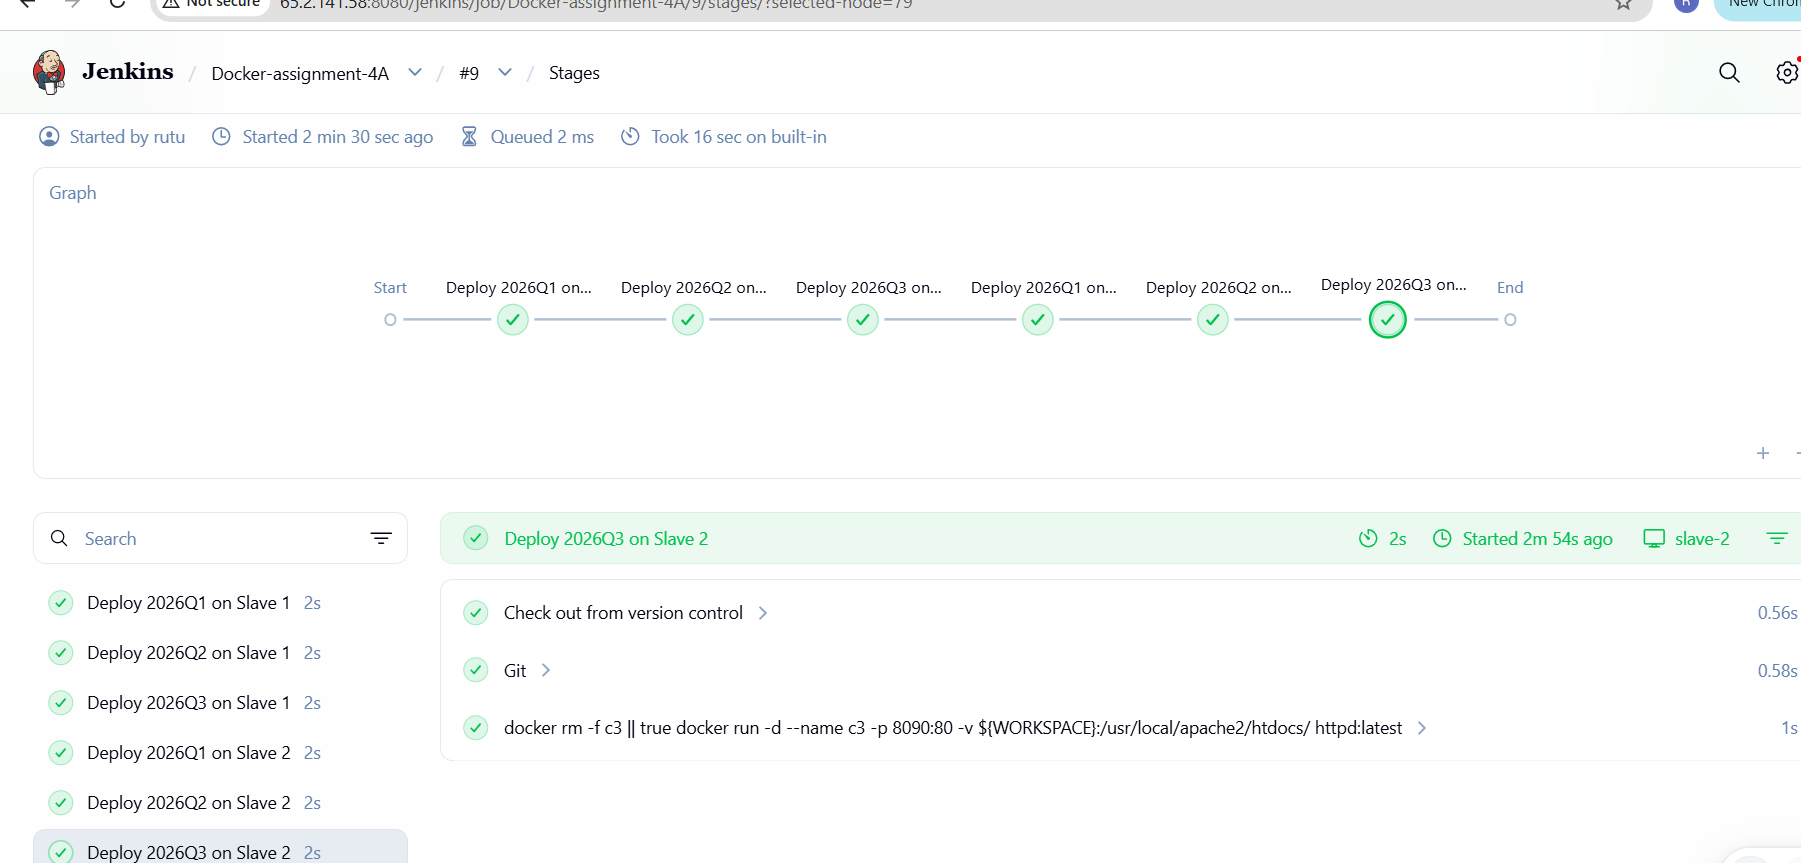 Not secure 65.2.141.58:8080/jenkins/job/Docker-assignment-4A/9/stages/?selected-node=79
R
New Chrom
Jenkins / Docker-assignment-4A / #9 / Stages
Started by rutu Started 2 min 30 sec ago Queued 2 ms Took 16 sec on built-in
Graph
Start Deploy 2026Q1 on... Deploy 2026Q2 on... Deploy 2026Q3 on... Deploy 2026Q1 on... Deploy 2026Q2 on... Deploy 2026Q3 on... End
Search
Deploy 2026Q1 on Slave 1 2s
Deploy 2026Q2 on Slave 1 2s
Deploy 2026Q3 on Slave 1 2s
Deploy 2026Q1 on Slave 2 2s
Deploy 2026Q2 on Slave 2 2s
Deploy 2026Q3 on Slave 2 2s
Deploy 2026Q3 on Slave 2 2s Started 2m 54s ago slave-2
Check out from version control 0.56s
Git 0.58s
docker rm -f c3 || true docker run -d --name c3 -p 8090:80 -v ${WORKSPACE}:/usr/local/apache2/htdocs/ httpd:latest 1s